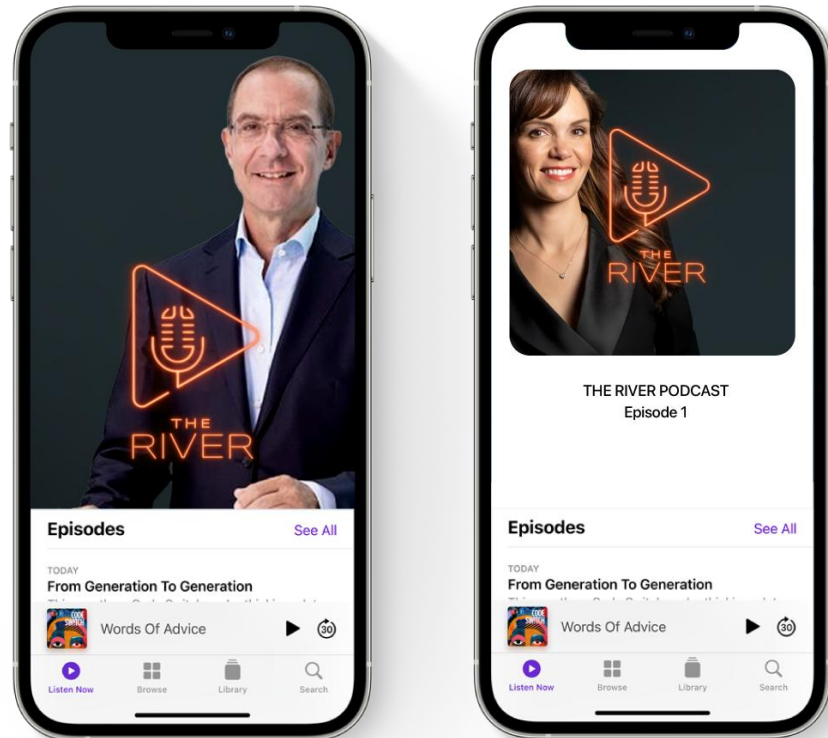 THE
RIVER
Episodes
See All
TODAY
From Generation To Generation
CODE
SWITCH
Words Of Advice
30
Listen Now
Browse
Library
Search
THE
RIVER
THE RIVER PODCAST
Episode 1
Episodes
See All
TODAY
From Generation To Generation
CODE
SWITCH
Words Of Advice
30
Listen Now
Browse
Library
Search